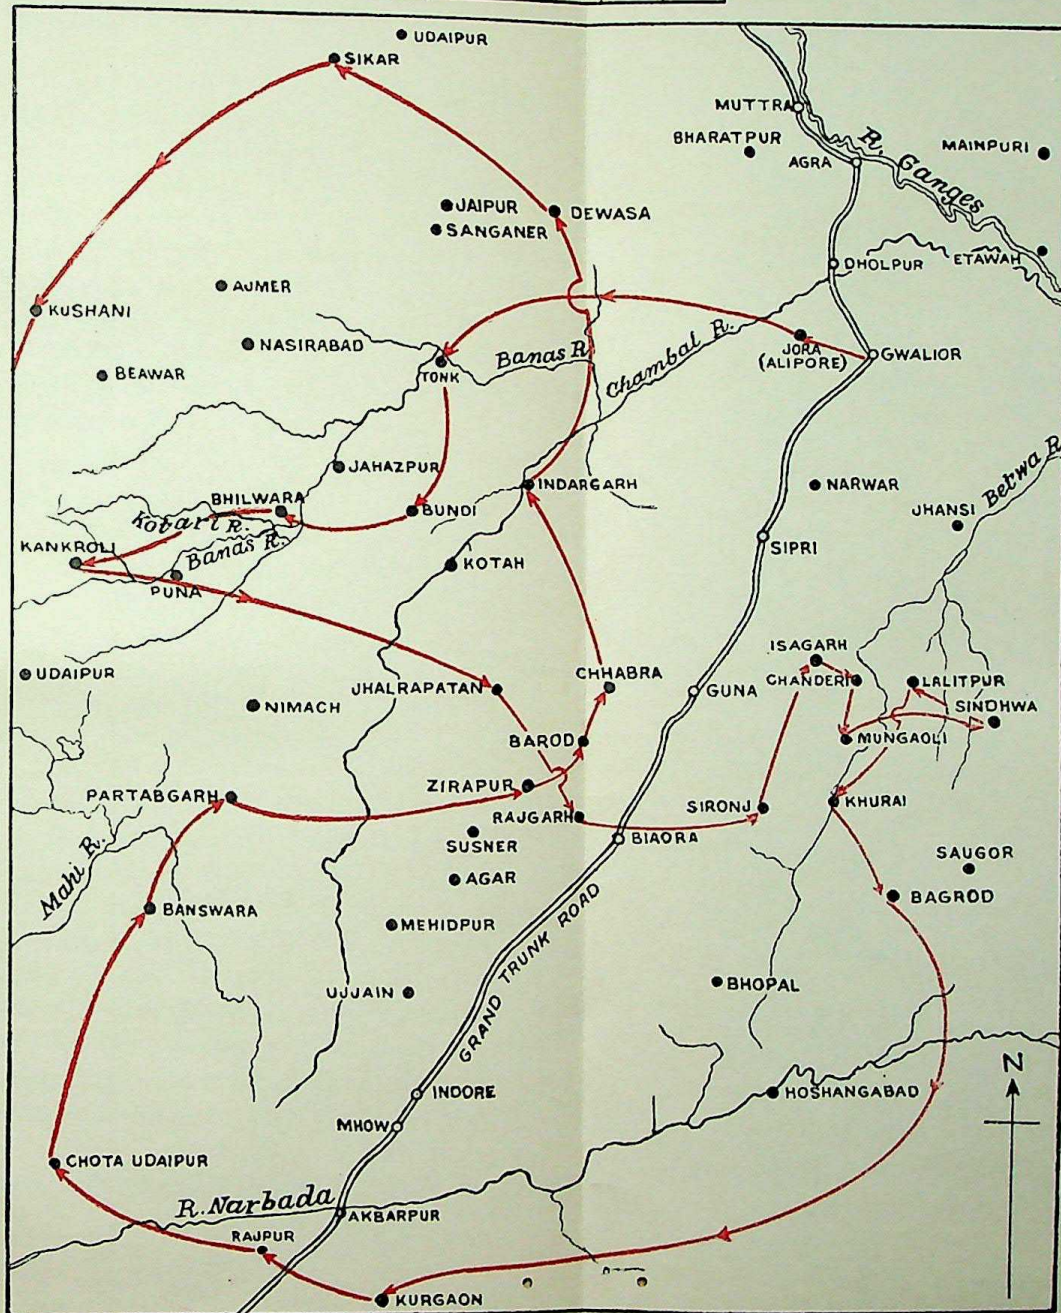 UDAIPUR
SIKAR
MUTTRA
BHARATPUR
R. Ganges
MAINPURI
AGRA
JAIPUR
DEWASA
SANGANER
DHOLPUR
ETAWAH
AJMER
KUSHANI
NASIRABAD
BEAWAR
TONK
Banas R.
Chambal R.
JORA
(ALIPORE)
GWALIOR
JAHAZPUR
INDARGARH
NARWAR
Betwa R.
BHILWARA
BUNDI
JHANSI
Kotari R.
KANKROLI
Banas R.
PUNA
KOTAH
SIPRI
UDAIPUR
JHALRAPATAN
CHHABRA
GUNA
ISAGARH
CHANDERI
LALITPUR
SINDHWA
NIMACH
BAROD
MUNGAOLI
PARTABGARH
ZIRAPUR
RAJGARH
SIRONJ
KHURAI
SUSNER
BIAORA
SAUGOR
Mahi R.
AGAR
BAGROD
BANSWARA
MEHIDPUR
GRAND TRUNK ROAD
UJJAIN
BHOPAL
INDORE
HOSHANGABAD
N
MHOW
CHOTA UDAIPUR
R. Narbada
AKBARPUR
RAJPUR
KURGAON